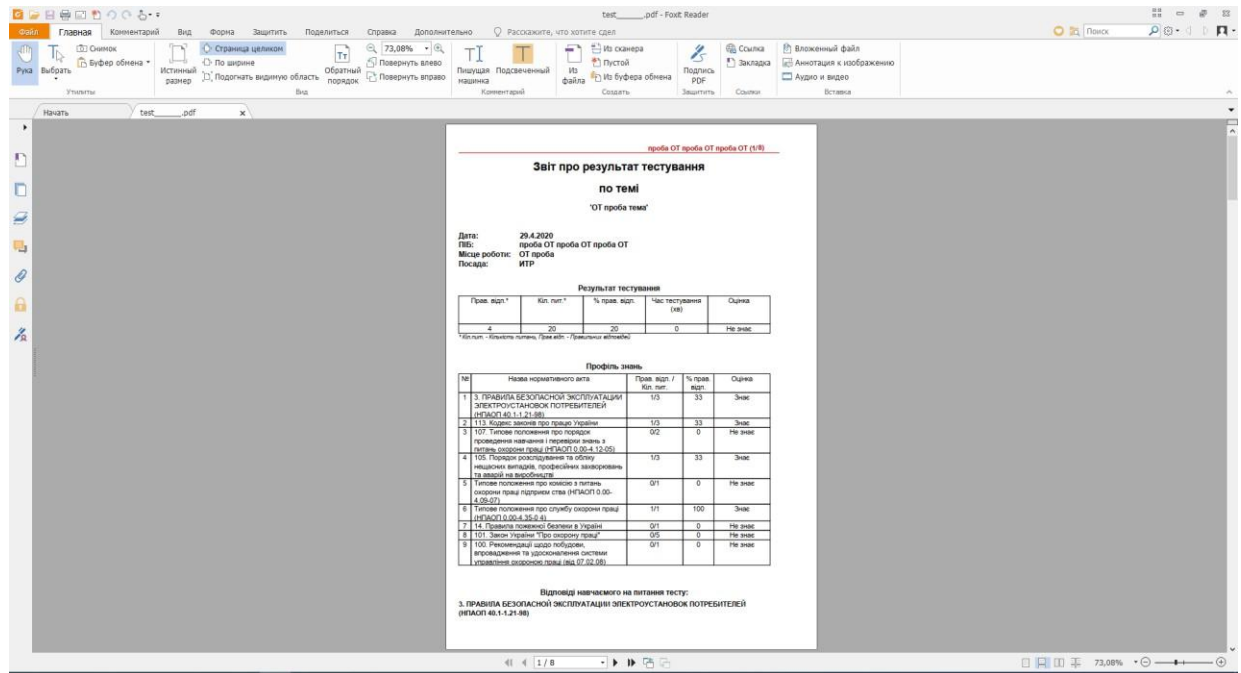 test_______.pdf - Foxit Reader
Файл Главная Комментарий Вид Форма Защитить Поделиться Справка Дополнительно Расскажите, что хотите сдел Поиск
Рука
Выбрать
Снимок
Буфер обмена
Утилиты
Истинный размер
Страница целиком
По ширине
Подогнать видимую область
Обратный порядок
73,08%
Повернуть влево
Повернуть вправо
Вид
Пишущая машинка
Подсвеченный
Комментарий
Из файла
Из сканера
Пустой
Из буфера обмена
Создать
Подпись PDF
Защитить
Ссылка
Закладка
Ссылки
Вложенный файл
Аннотация к изображению
Аудио и видео
Вставка
Начать test_______.pdf
проба ОТ проба ОТ проба ОТ (1/8)
Звіт про результат тестування
по темі
'ОТ проба тема'
Дата: 29.4.2020
ПІБ: проба ОТ проба ОТ проба ОТ
Місце роботи: ОТ проба
Посада: ИТР
Результат тестування
Прав. відп.* Кіл. пит.* % прав. відп. Час тестування (хв) Оцінка
4 20 20 0 Не знає
*Кіл.пит. - Кількість питань, Прав.відп. - Правильних відповідей
Профіль знань
№ Назва нормативного акта Прав. відп. / Кіл. пит. % прав. відп. Оцінка
1 3. ПРАВИЛА БЕЗОПАСНОЙ ЭКСПЛУАТАЦИИ 1/3 33 Знає
ЭЛЕКТРОУСТАНОВОК ПОТРЕБИТЕЛЕЙ
(НПАОП 40.1-1.21-98)
2 113. Кодекс законів про працю України 1/3 33 Знає
3 107. Типове положення про порядок 0/2 0 Не знає
проведення навчання і перевірки знань з
питань охорони праці (НПАОП 0.00-4.12-05)
4 105. Порядок розслідування та обліку 1/3 33 Знає
нещасних випадків, професійних захворювань
та аварій на виробництві
5 Типове положення про комісію з питань 0/1 0 Не знає
охорони праці підприєм ства (НПАОП 0.00-
4.09-07)
6 Типове положення про службу охорони праці 1/1 100 Знає
(НПАОП 0.00-4.35-0 4)
7 14. Правила пожежної безпеки в Україні 0/1 0 Не знає
8 101. Закон України "Про охорону праці" 0/5 0 Не знає
9 100. Рекомендації щодо побудови, 0/1 0 Не знає
впровадження та удосконалення системи
управління охороною праці (від 07.02.08)
Відповіді навчаємого на питання тесту:
3. ПРАВИЛА БЕЗОПАСНОЙ ЭКСПЛУАТАЦИИ ЭЛЕКТРОУСТАНОВОК ПОТРЕБИТЕЛЕЙ
(НПАОП 40.1-1.21-98)
1 / 8
73,08%